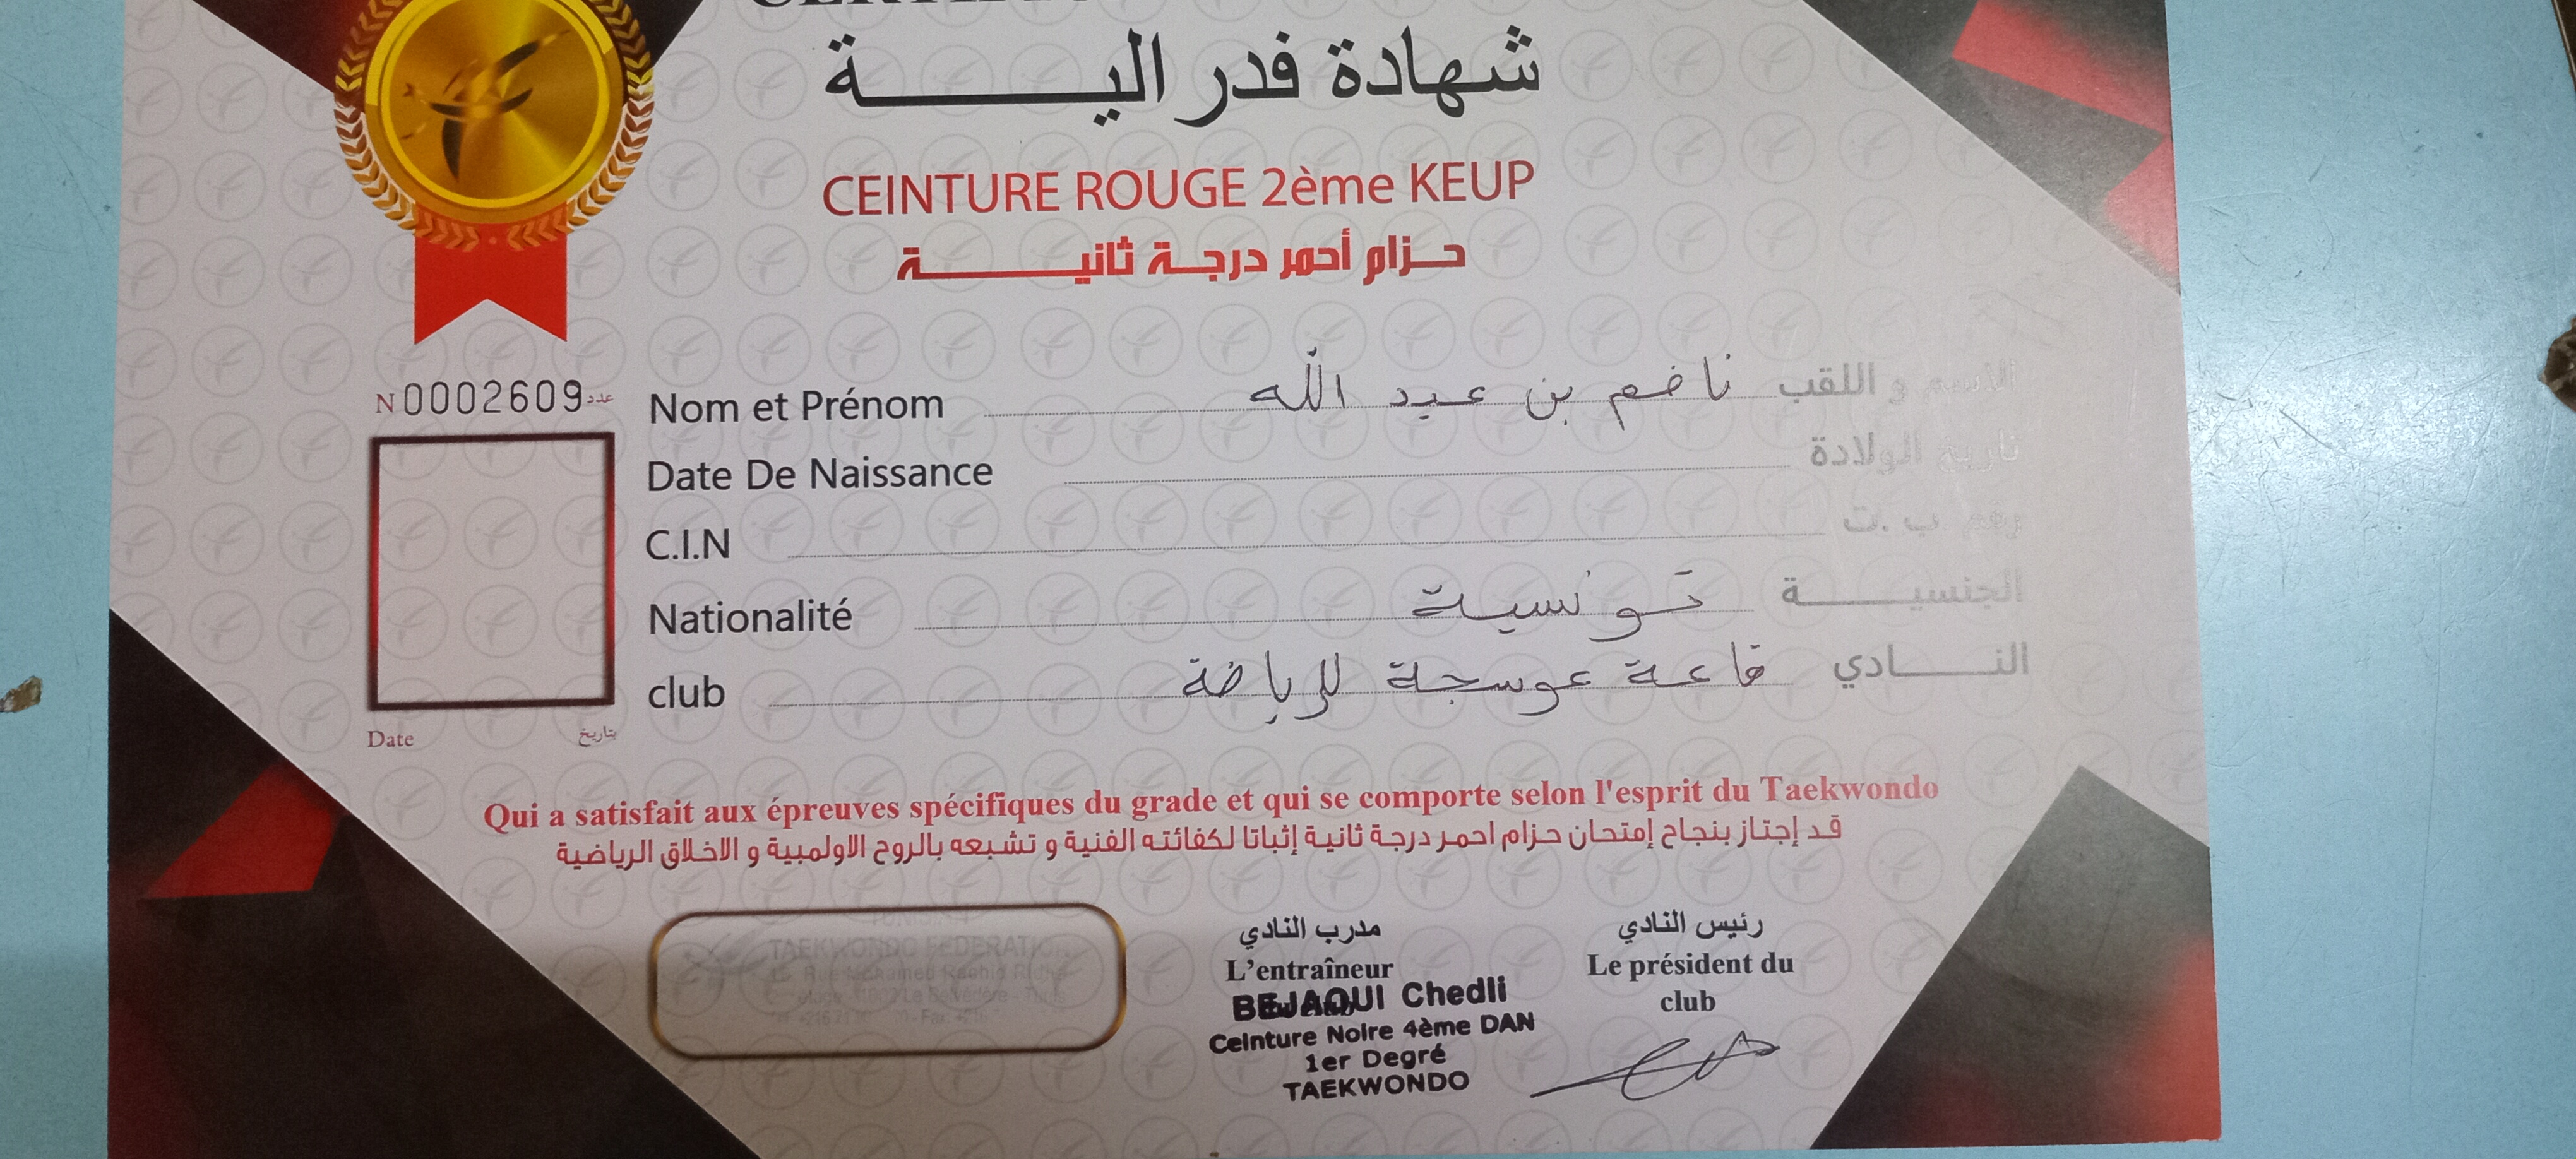 شهادة فدرالية
CEINTURE ROUGE 2ème KEUP
حزام أحمر درجة ثانية
N 0002609 عدد
Nom et Prénom ناضم بن عبد الله الاسم و اللقب
Date De Naissance تاريخ الولادة
C.I.N رقم ب.ت
Nationalité تونسية الجنسية
club قاعة عوسجة للرياضة النادي
Date بتاريخ
Qui a satisfait aux épreuves spécifiques du grade et qui se comporte selon l'esprit du Taekwondo
قد إجتاز بنجاح إمتحان حزام احمر درجة ثانية إثباتا لكفائته الفنية و تشبعه بالروح الاولمبية و الاخلاق الرياضية
TAEKWONDO FEDERATION
مدرب النادي
L’entraîneur
BEJAOUI Chedli
Ceinture Noire 4ème DAN
1er Degré
TAEKWONDO
رئيس النادي
Le président du
club